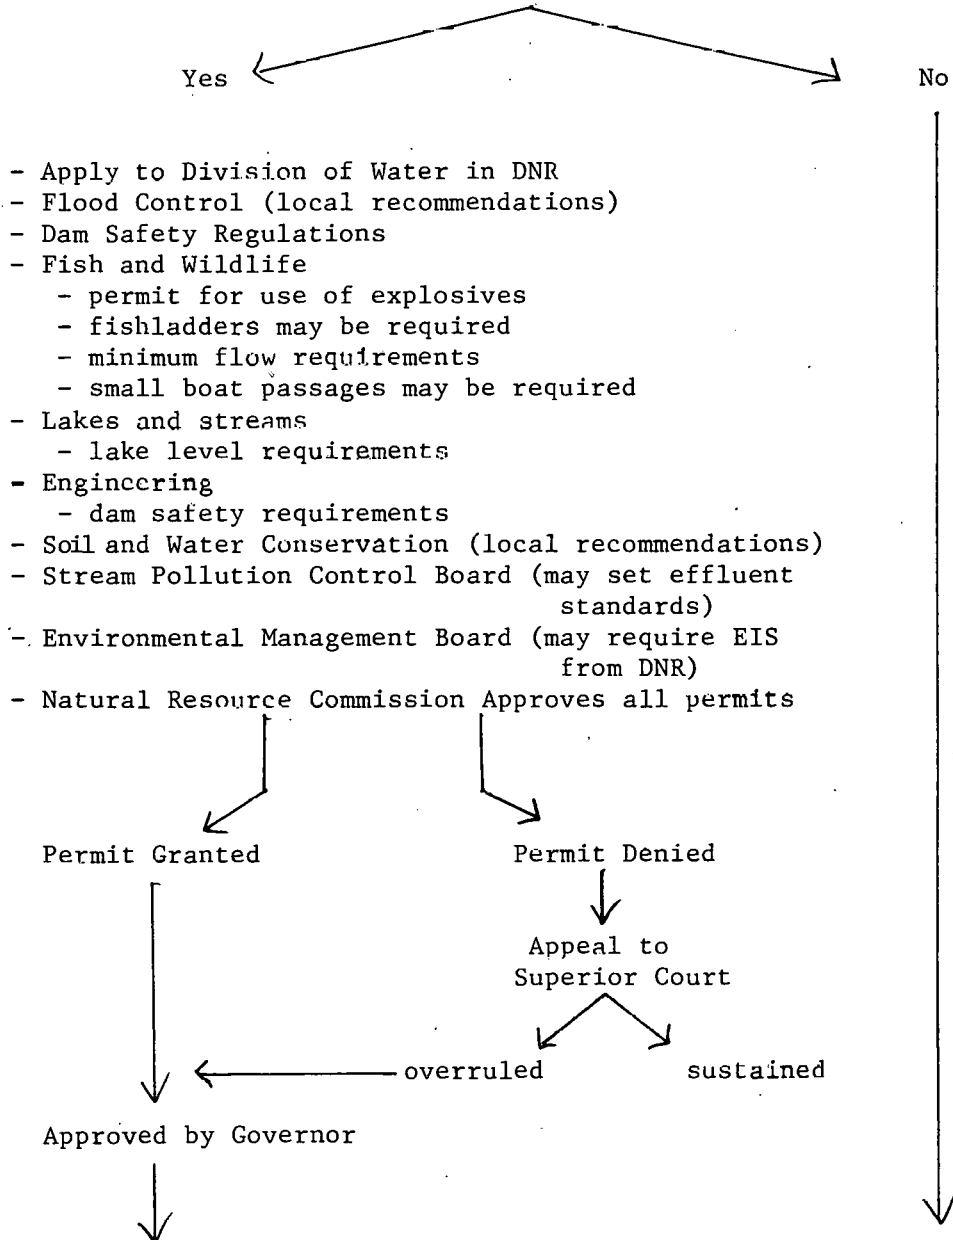 Yes
No
- Apply to Division of Water in DNR
- Flood Control (local recommendations)
- Dam Safety Regulations
- Fish and Wildlife
- permit for use of explosives
- fishladders may be required
- minimum flow requirements
- small boat passages may be required
- Lakes and streams
- lake level requirements
- Engineering
- dam safety requirements
- Soil and Water Conservation (local recommendations)
- Stream Pollution Control Board (may set effluent
standards)
- Environmental Management Board (may require EIS
from DNR)
- Natural Resource Commission Approves all permits
Permit Granted
Permit Denied
Appeal to
Superior Court
overruled
sustained
Approved by Governor